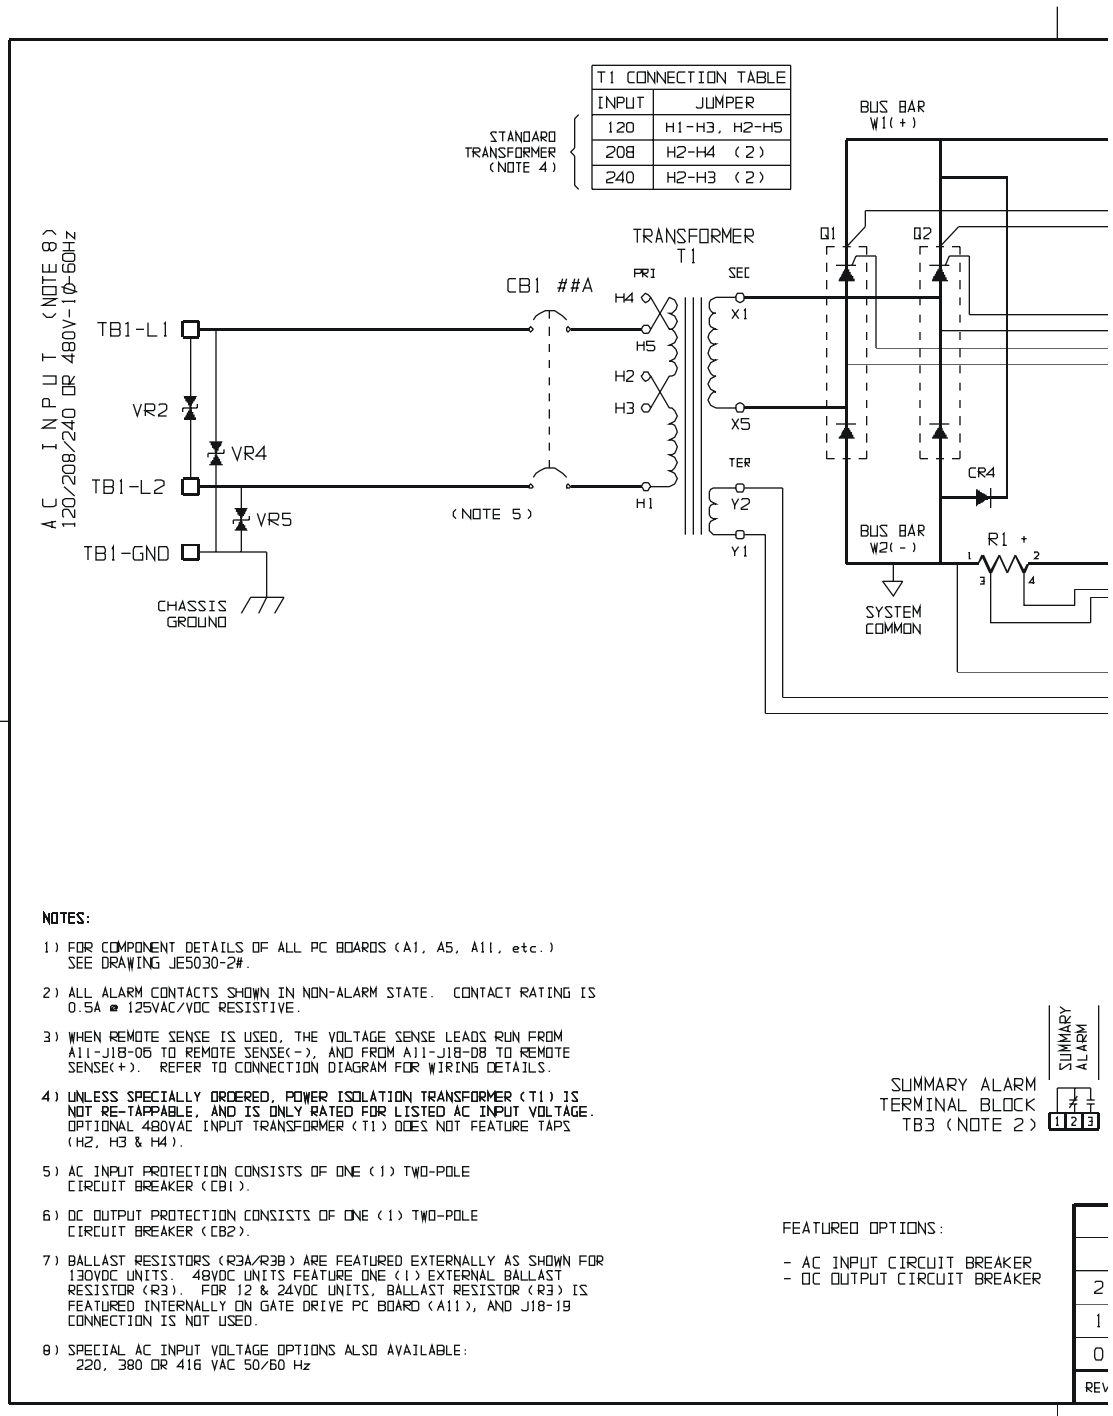 T1 CONNECTION TABLE
INPUT JUMPER
120 H1-H3, H2-H5
208 H2-H4 (2)
240 H2-H3 (2)
STANDARD
TRANSFORMER
(NOTE 4)
BUS BAR
W1(+)
AC INPUT (NOTE 8)
120/208/240 OR 480V-1Ø-60Hz
TRANSFORMER
T1
PRI
SEC
Q1
Q2
CB1 ##A
H4
X1
TB1-L1
H5
H2
VR2
H3
X5
VR4
TER
CR4
TB1-L2
H1
Y2
(NOTE 5)
VR5
BUS BAR
W2(-)
R1 +
1
2
3
4
TB1-GND
Y1
CHASSIS
GROUND
SYSTEM
COMMON
NOTES:
1) FOR COMPONENT DETAILS OF ALL PC BOARDS (A1, A5, A11, etc.)
SEE DRAWING JE5030-2#.
2) ALL ALARM CONTACTS SHOWN IN NON-ALARM STATE. CONTACT RATING IS
0.5A @ 125VAC/VDC RESISTIVE.
3) WHEN REMOTE SENSE IS USED, THE VOLTAGE SENSE LEADS RUN FROM
A11-J18-06 TO REMOTE SENSE(-), AND FROM A11-J18-08 TO REMOTE
SENSE(+). REFER TO CONNECTION DIAGRAM FOR WIRING DETAILS.
4) UNLESS SPECIALLY ORDERED, POWER ISOLATION TRANSFORMER (T1) IS
NOT RE-TAPPABLE, AND IS ONLY RATED FOR LISTED AC INPUT VOLTAGE.
OPTIONAL 480VAC INPUT TRANSFORMER (T1) DOES NOT FEATURE TAPS
(H2, H3 & H4).
5) AC INPUT PROTECTION CONSISTS OF ONE (1) TWO-POLE
CIRCUIT BREAKER (CB1).
6) DC OUTPUT PROTECTION CONSISTS OF ONE (1) TWO-POLE
CIRCUIT BREAKER (CB2).
7) BALLAST RESISTORS (R3A/R3B) ARE FEATURED EXTERNALLY AS SHOWN FOR
130VDC UNITS. 48VDC UNITS FEATURE ONE (1) EXTERNAL BALLAST
RESISTOR (R3). FOR 12 & 24VDC UNITS, BALLAST RESISTOR (R3) IS
FEATURED INTERNALLY ON GATE DRIVE PC BOARD (A11), AND J18-19
CONNECTION IS NOT USED.
8) SPECIAL AC INPUT VOLTAGE OPTIONS ALSO AVAILABLE:
220, 380 OR 416 VAC 50/60 Hz
SUMMARY
ALARM
SUMMARY ALARM
TERMINAL BLOCK
TB3 (NOTE 2)
1 2 3
FEATURED OPTIONS:
- AC INPUT CIRCUIT BREAKER
- DC OUTPUT CIRCUIT BREAKER
2
1
0
REV